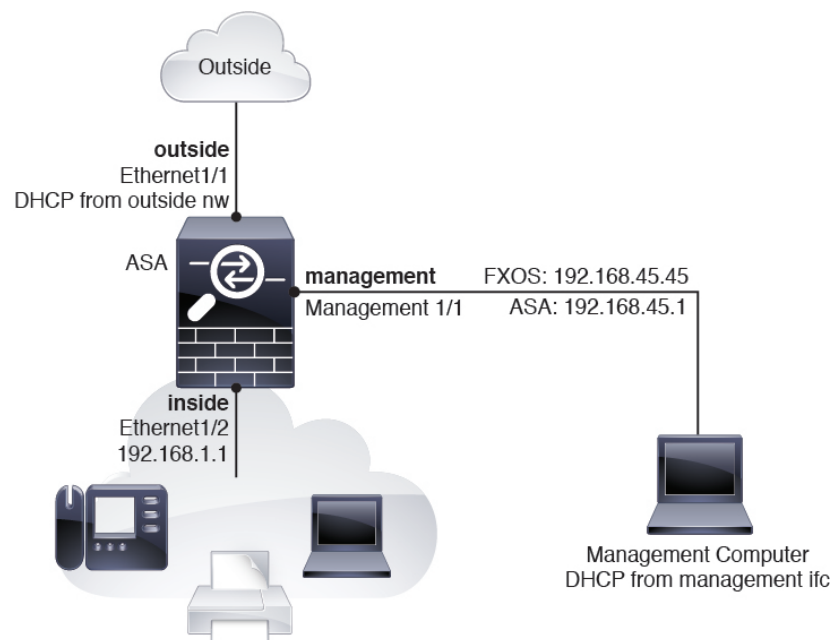 Outside
outside
Ethernet1/1
DHCP from outside nw
ASA
management
Management 1/1
FXOS: 192.168.45.45
ASA: 192.168.45.1
inside
Ethernet1/2
192.168.1.1
Management Computer
DHCP from management ifc